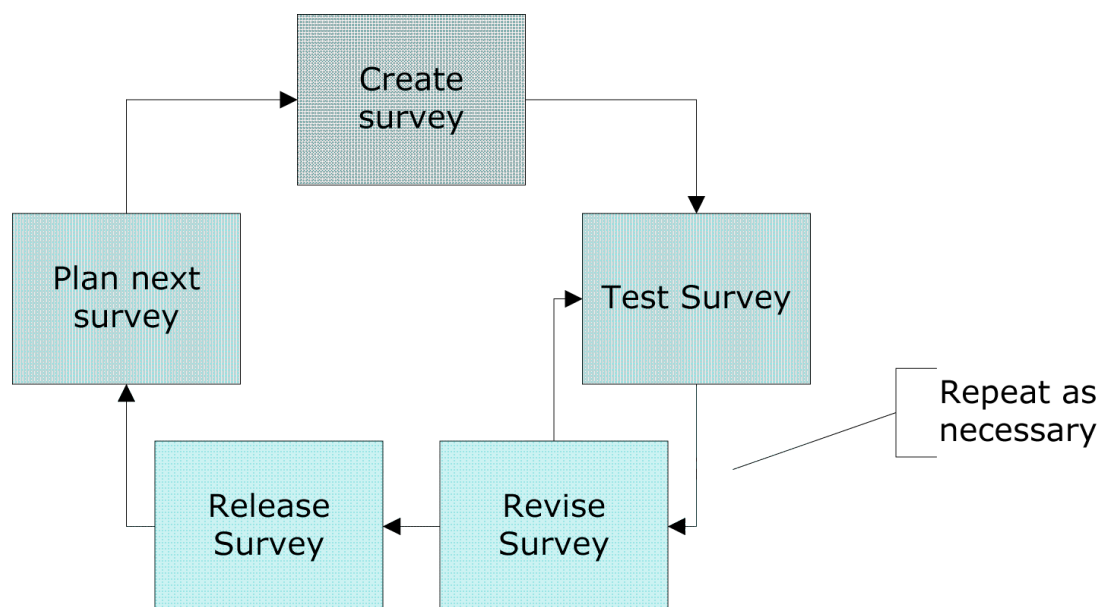 Create
survey
Plan next
survey
Test Survey
Repeat as
necessary
Release
Survey
Revise
Survey